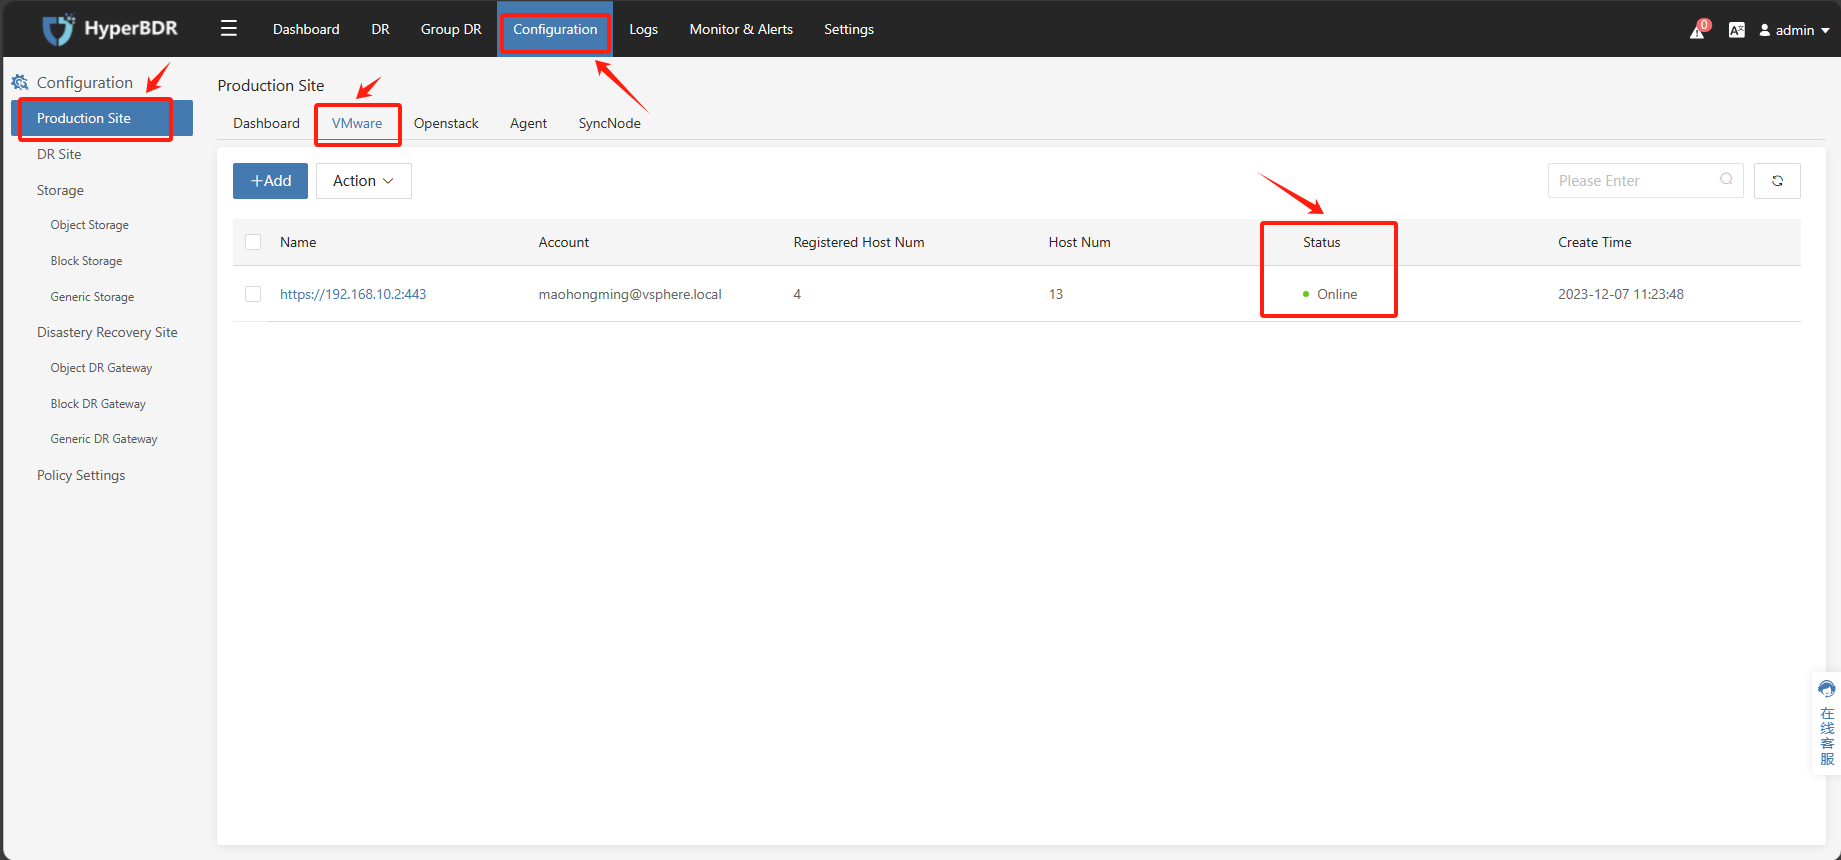 HyperBDR Dashboard DR Group DR Configuration Logs Monitor & Alerts Settings 0 admin
Configuration
Production Site
DR Site
Storage
Object Storage
Block Storage
Generic Storage
Disastery Recovery Site
Object DR Gateway
Block DR Gateway
Generic DR Gateway
Policy Settings
Production Site
Dashboard VMware Openstack Agent SyncNode
+Add Action Please Enter
Name Account Registered Host Num Host Num Status Create Time
https://192.168.10.2:443 maohongming@vsphere.local 4 13 Online 2023-12-07 11:23:48
在线客服